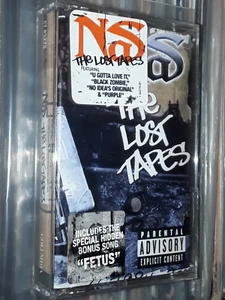 NAS
THE LOST TAPES
FEATURING
"U GOTTA LOVE IT,"
"BLACK ZOMBIE,"
"NO IDEA'S ORIGINAL"
& "PURPLE"
THE
LOST
TAPES
INCLUDES THE
SPECIAL HIDDEN
BONUS SONG
"FETUS"
PARENTAL
ADVISORY
EXPLICIT CONTENT